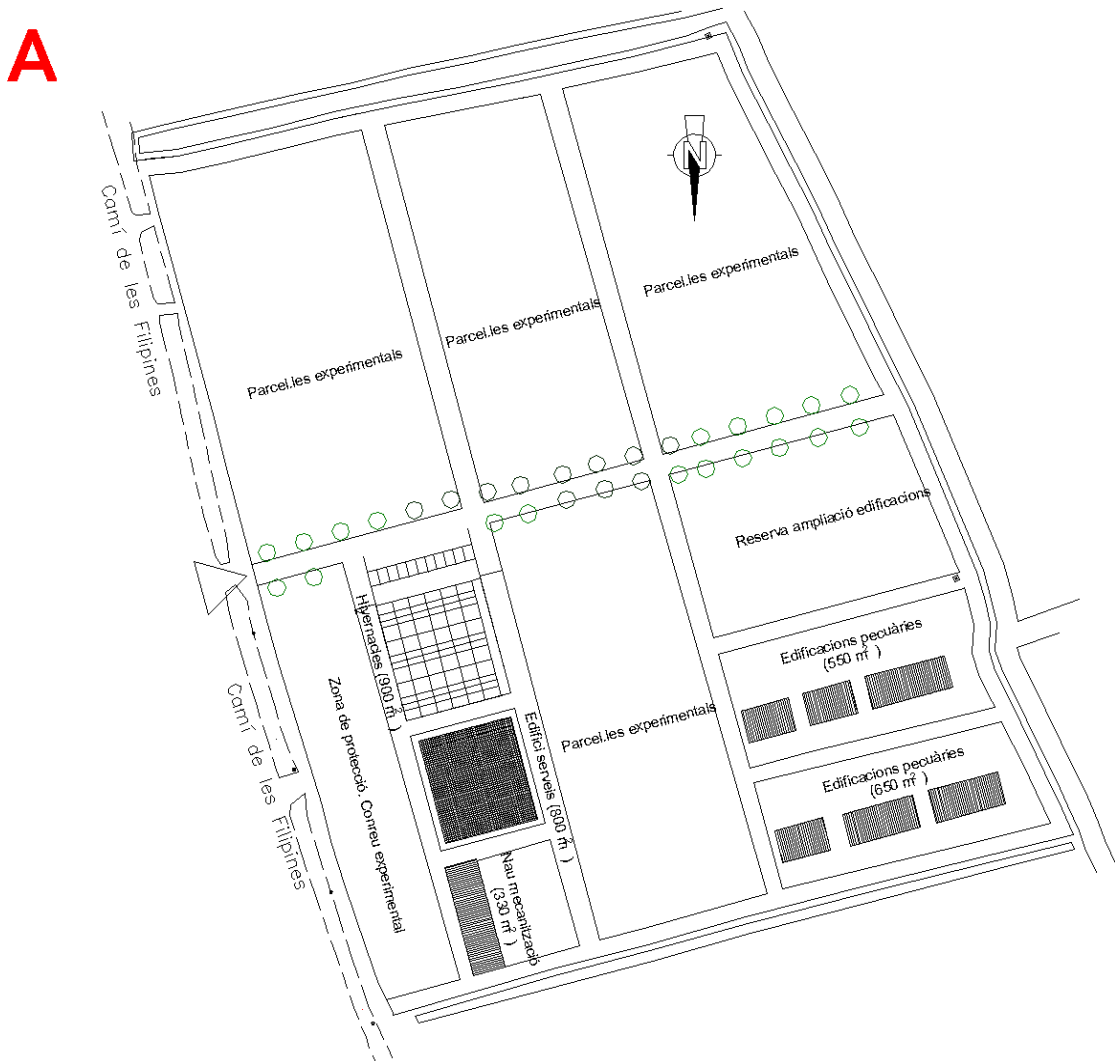 A
N
Camí de les Filipines
Parcel.les experimentals
Parcel.les experimentals
Parcel.les experimentals
Reserva ampliació edificacions
Hivernacles (900 m²)
Edificacions pecuàries
(550 m²)
Zona de protecció. Conreu experimental
Camí de les Filipines
Parcel.les experimentals
Edifici serveis (800 m²)
Edificacions pecuàries
(650 m²)
Nau mecanització
(330 m²)